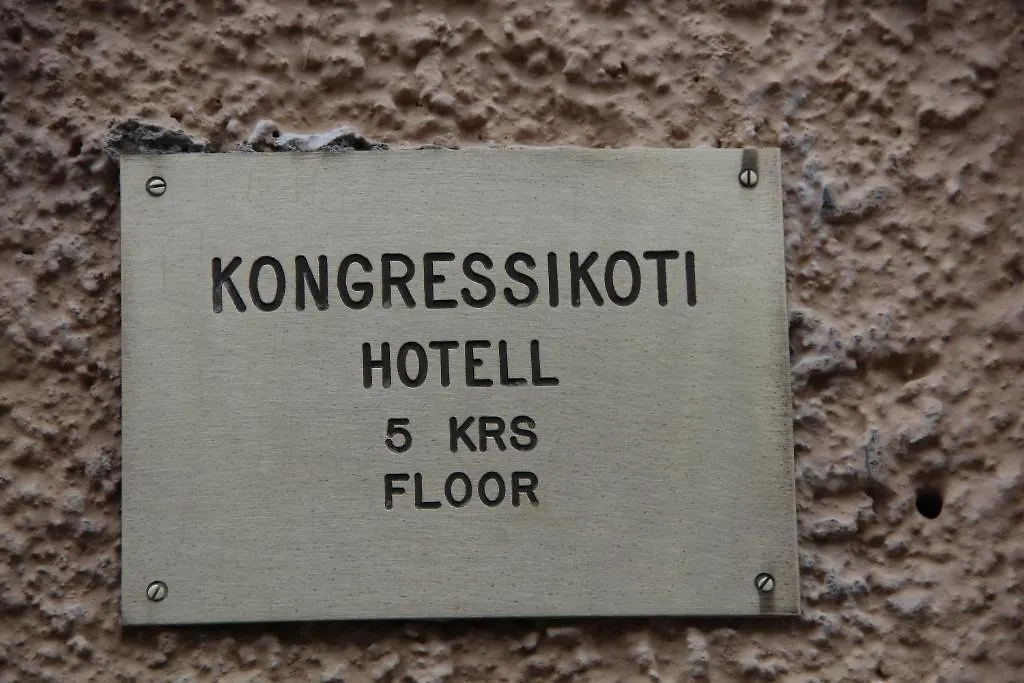 KONGRESSIKOTI
HOTELL
5 KRS
FLOOR